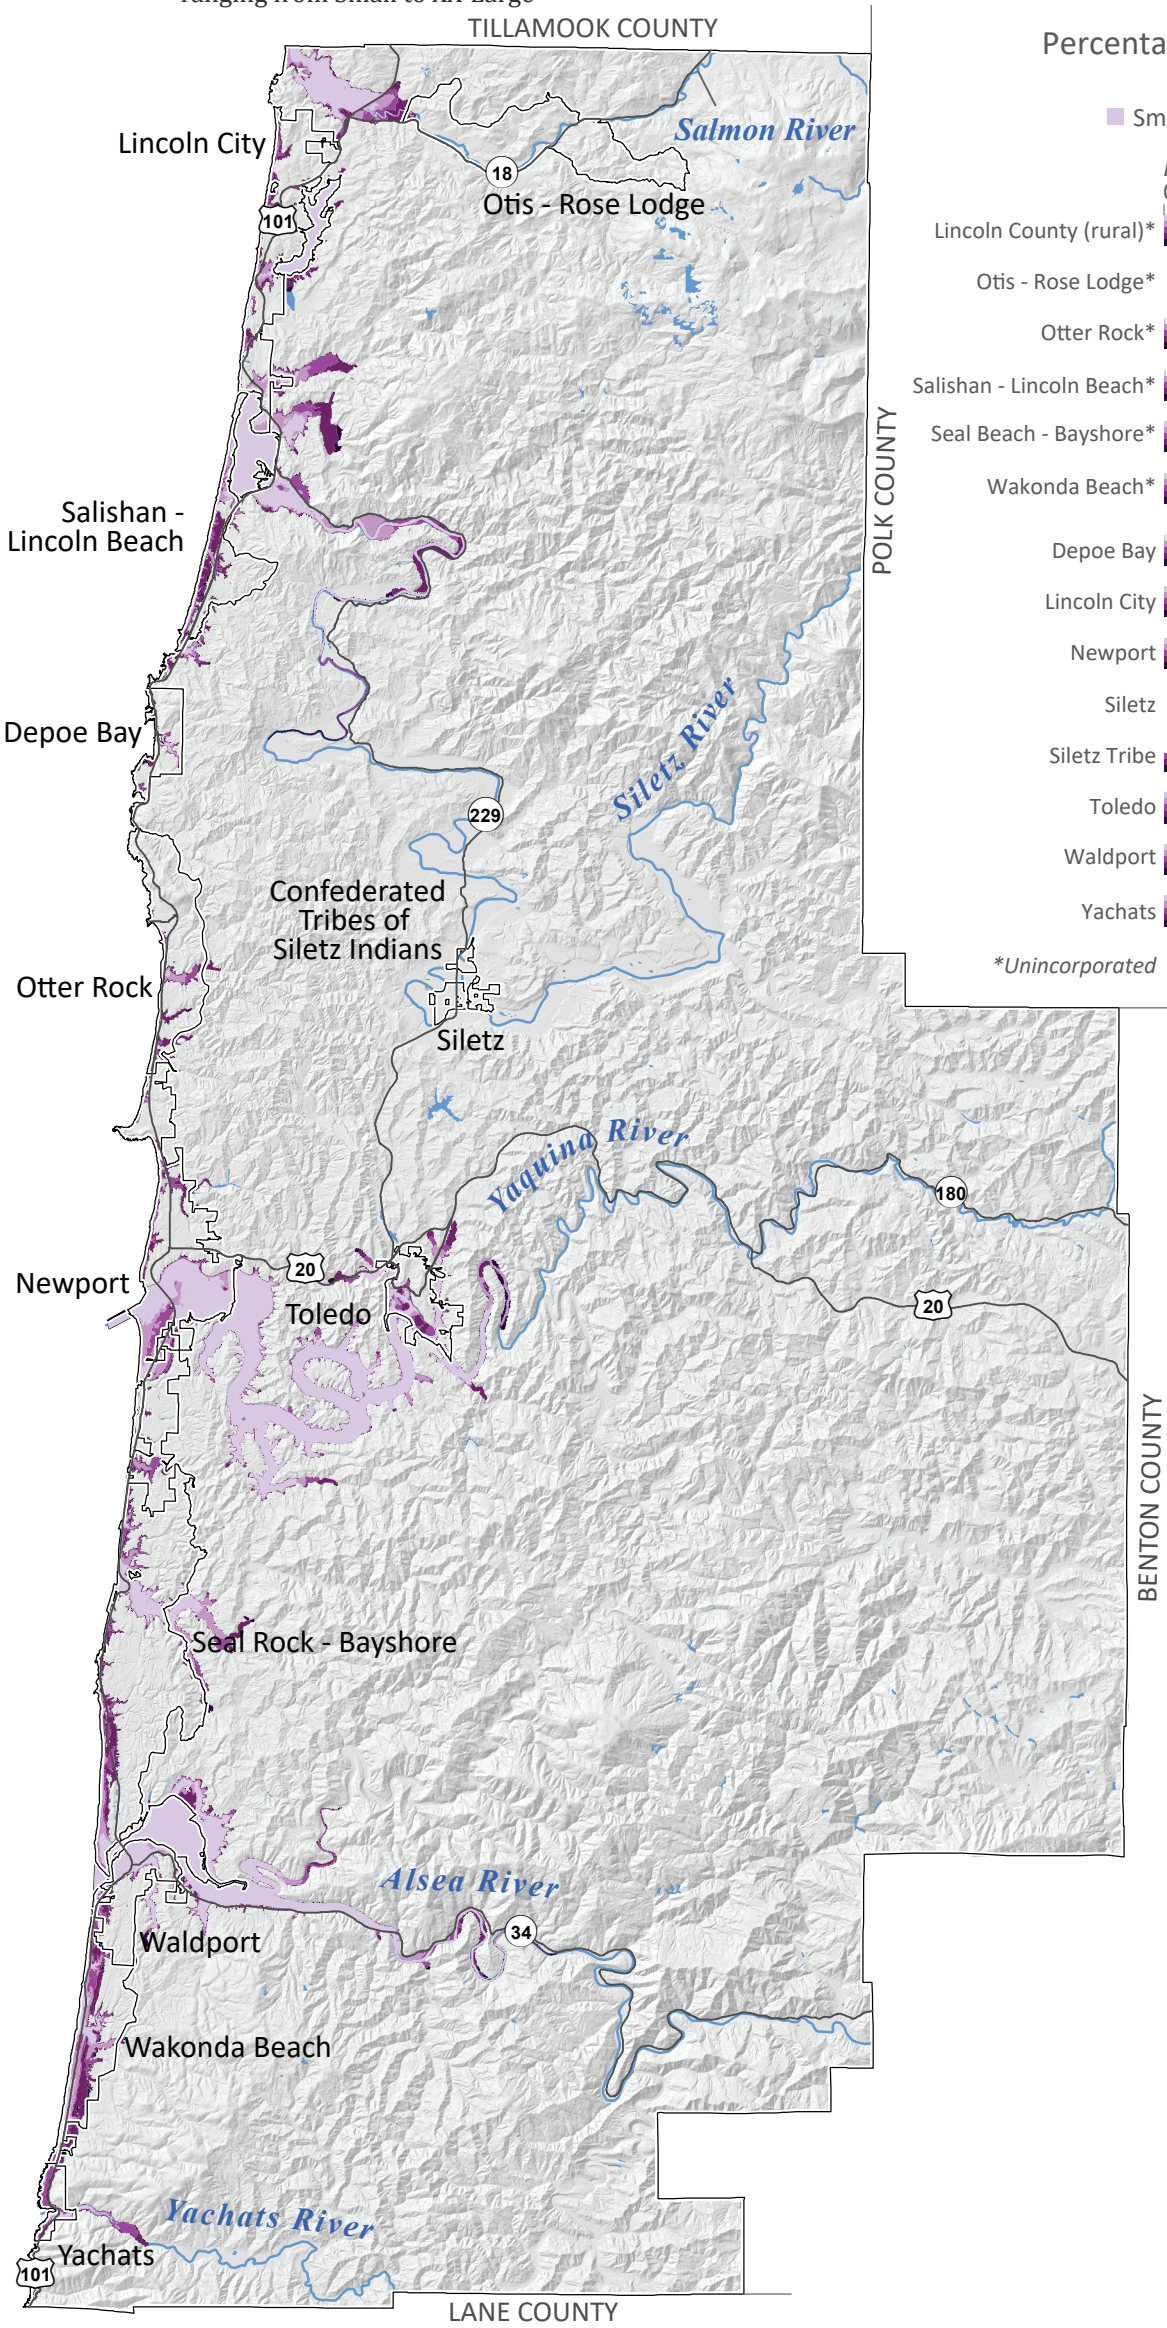 TILLAMOOK COUNTY
Percenta
Sm
Lincoln City
Salmon River
18
Otis - Rose Lodge
101
Lincoln County (rural)*
Otis - Rose Lodge*
Otter Rock*
Salishan - Lincoln Beach*
Seal Beach - Bayshore*
Wakonda Beach*
Depoe Bay
Lincoln City
Newport
Siletz
Siletz Tribe
Toledo
Waldport
Yachats
*Unincorporated
POLK COUNTY
Salishan -
Lincoln Beach
Depoe Bay
Siletz River
229
Confederated
Tribes of
Siletz Indians
Otter Rock
Siletz
Yaquina River
180
20
Newport
Toledo
20
BENTON COUNTY
Seal Rock - Bayshore
Alsea River
34
Waldport
Wakonda Beach
Yachats River
Yachats
101
LANE COUNTY